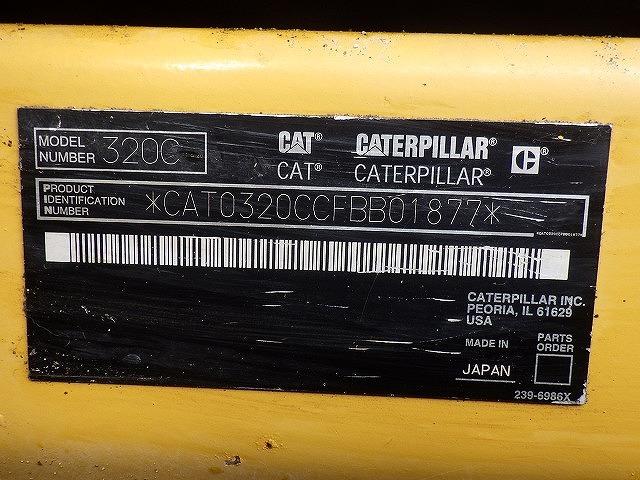 MODEL NUMBER 320C
CAT® CATERPILLAR® C®
CAT® CATERPILLAR®
PRODUCT IDENTIFICATION NUMBER *CAT0320CCFBB01877*
*CAT0320CCFBB01877*
CATERPILLAR INC.
PEORIA, IL 61629
USA
MADE IN JAPAN
PARTS ORDER
239-6986X